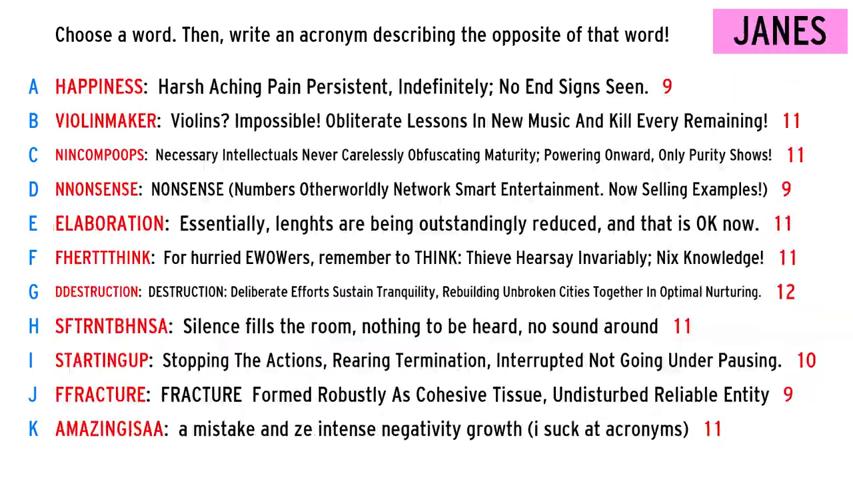 Choose a word. Then, write an acronym describing the opposite of that word!
JANES
A HAPPINESS: Harsh Aching Pain Persistent, Indefinitely; No End Signs Seen. 9
B VIOLINMAKER: Violins? Impossible! Obliterate Lessons In New Music And Kill Every Remaining! 11
C NINCOMPOOPS: Necessary Intellectuals Never Carelessly Obfuscating Maturity; Powering Onward, Only Purity Shows! 11
D NNONSENSE: NONSENSE (Numbers Otherworldly Network Smart Entertainment. Now Selling Examples!) 9
E ELABORATION: Essentially, lenghts are being outstandingly reduced, and that is OK now. 11
F FHERTTTHINK: For hurried EWOWers, remember to THINK: Thieve Hearsay Invariably; Nix Knowledge! 11
G DDESTRUCTION: DESTRUCTION: Deliberate Efforts Sustain Tranquility, Rebuilding Unbroken Cities Together In Optimal Nurturing. 12
H SFTRNTBHNSA: Silence fills the room, nothing to be heard, no sound around 11
I STARTINGUP: Stopping The Actions, Rearing Termination, Interrupted Not Going Under Pausing. 10
J FFRACTURE: FRACTURE Formed Robustly As Cohesive Tissue, Undisturbed Reliable Entity 9
K AMAZINGISAA: a mistake and ze intense negativity growth (i suck at acronyms) 11